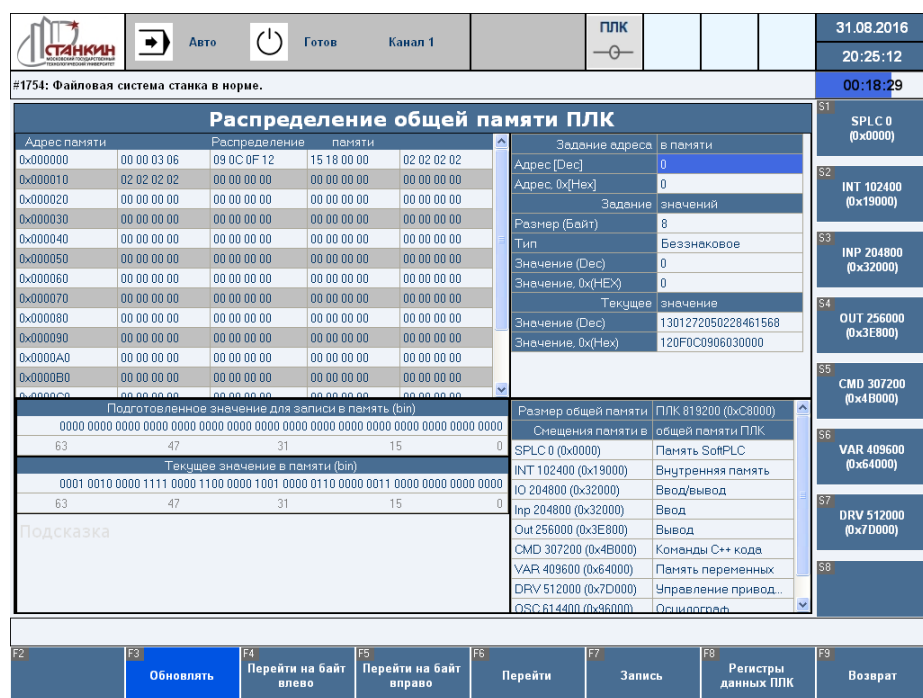 СТАНКИН
МОСКОВСКИЙ ГОСУДАРСТВЕННЫЙ
ТЕХНОЛОГИЧЕСКИЙ УНИВЕРСИТЕТ
Авто
Готов
Канал 1
ПЛК
31.08.2016
20:25:12
#1754: Файловая система станка в норме.
00:18:29
Распределение общей памяти ПЛК
Адрес памяти Распределение памяти
0x000000 00 00 03 06 09 0C 0F 12 15 18 00 00 02 02 02 02
0x000010 02 02 02 02 00 00 00 00 00 00 00 00 00 00 00 00
0x000020 00 00 00 00 00 00 00 00 00 00 00 00 00 00 00 00
0x000030 00 00 00 00 00 00 00 00 00 00 00 00 00 00 00 00
0x000040 00 00 00 00 00 00 00 00 00 00 00 00 00 00 00 00
0x000050 00 00 00 00 00 00 00 00 00 00 00 00 00 00 00 00
0x000060 00 00 00 00 00 00 00 00 00 00 00 00 00 00 00 00
0x000070 00 00 00 00 00 00 00 00 00 00 00 00 00 00 00 00
0x000080 00 00 00 00 00 00 00 00 00 00 00 00 00 00 00 00
0x000090 00 00 00 00 00 00 00 00 00 00 00 00 00 00 00 00
0x0000A0 00 00 00 00 00 00 00 00 00 00 00 00 00 00 00 00
0x0000B0 00 00 00 00 00 00 00 00 00 00 00 00 00 00 00 00
0x0000C0 00 00 00 00 00 00 00 00 00 00 00 00 00 00 00 00
Задание адреса в памяти
Адрес [Dec] 0
Адрес, 0x[Hex] 0
Задание значений
Размер (Байт) 8
Тип Беззнаковое
Значение (Dec) 0
Значение, 0x(HEX) 0
Текущее значение
Значение (Dec) 1301272050228461568
Значение, 0x(Hex) 120F0C0906030000
Подготовленное значение для записи в память (bin)
0000 0000 0000 0000 0000 0000 0000 0000 0000 0000 0000 0000 0000 0000 0000 0000
63 47 31 15 0
Текущее значение в памяти (bin)
0001 0010 0000 1111 0000 1100 0000 1001 0000 0110 0000 0011 0000 0000 0000 0000
63 47 31 15 0
Подсказка
Размер общей памяти ПЛК 819200 (0xC8000)
Смещения памяти в общей памяти ПЛК
SPLC 0 (0x0000) Память SoftPLC
INT 102400 (0x19000) Внутренняя память
IO 204800 (0x32000) Ввод/вывод
Inp 204800 (0x32000) Ввод
Out 256000 (0x3E800) Вывод
CMD 307200 (0x4B000) Команды C++ кода
VAR 409600 (0x64000) Память переменных
DRV 512000 (0x7D000) Управление привод...
OSC 614400 (0x96000) Осцилограф
S1
SPLC 0
(0x0000)
S2
INT 102400
(0x19000)
S3
INP 204800
(0x32000)
S4
OUT 256000
(0x3E800)
S5
CMD 307200
(0x4B000)
S6
VAR 409600
(0x64000)
S7
DRV 512000
(0x7D000)
S8
F2
F3
Обновлять
F4
Перейти на байт
влево
F5
Перейти на байт
вправо
F6
Перейти
F7
Запись
F8
Регистры
данных ПЛК
F9
Возврат